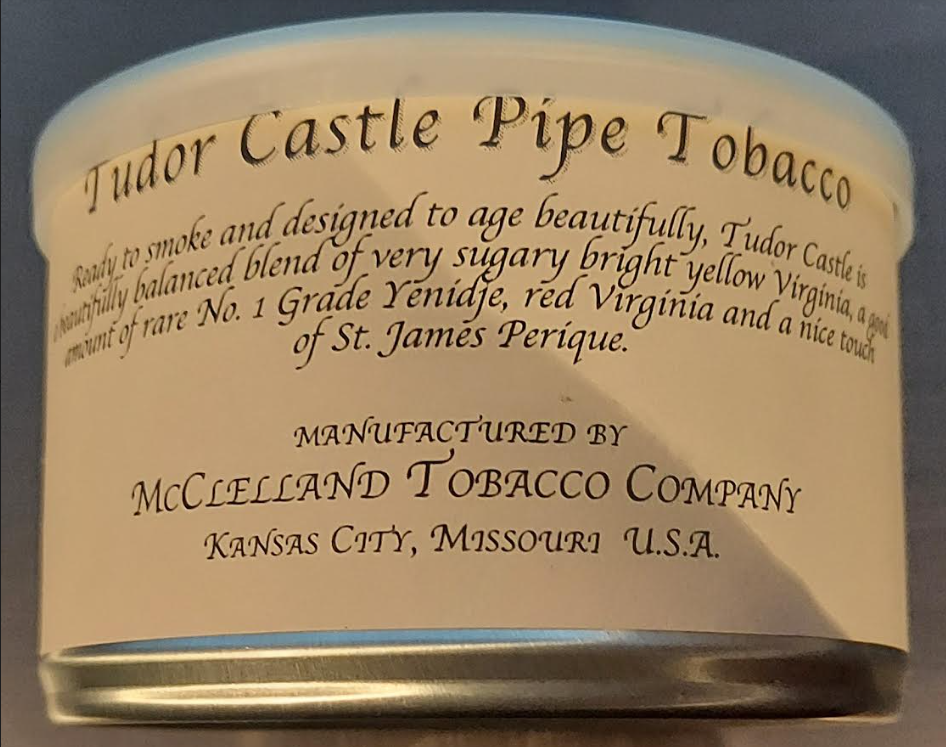 Tudor Castle Pipe Tobacco
Ready to smoke and designed to age beautifully, Tudor Castle is
a beautifully balanced blend of very sugary bright yellow Virginia, a good
amount of rare No. 1 Grade Yenidje, red Virginia and a nice touch
of St. James Perique.
MANUFACTURED BY
MCCLELLAND TOBACCO COMPANY
KANSAS CITY, MISSOURI U.S.A.